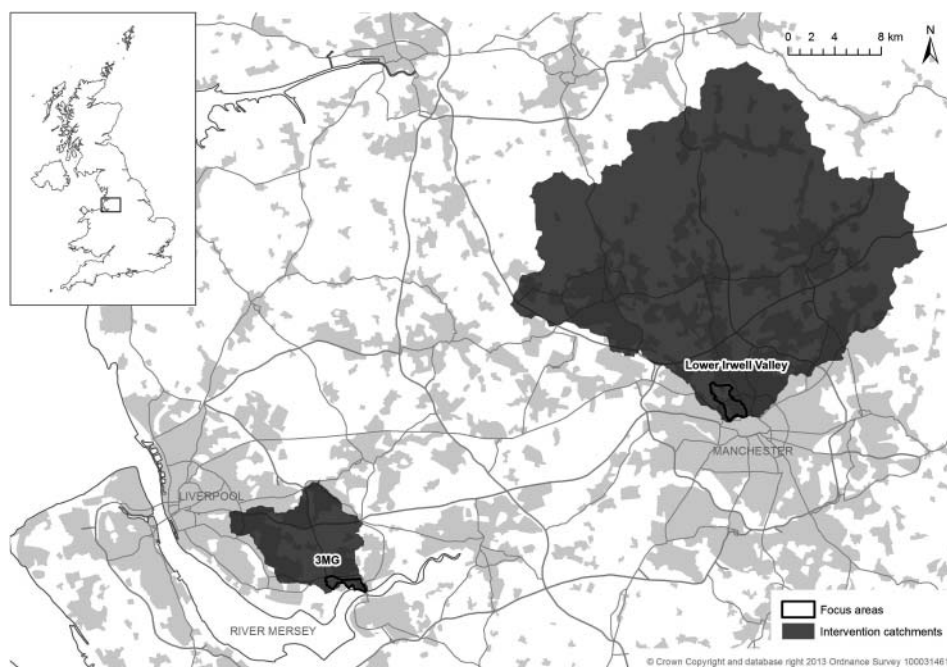 0 2 4 8 km
N
Lower Irwell Valley
MANCHESTER
LIVERPOOL
3MG
RIVER MERSEY
Focus areas
Intervention catchments
© Crown Copyright and database right 2013 Ordnance Survey 100031461